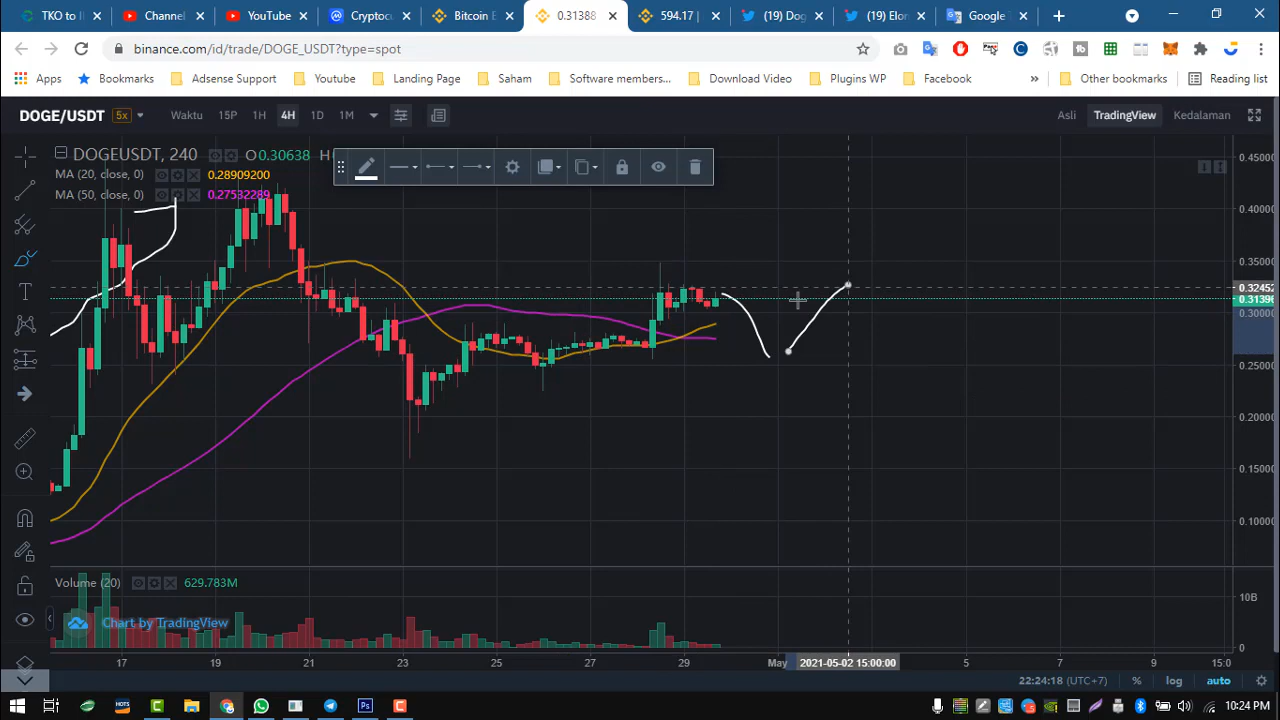 TKO to I
Channel
YouTube
Cryptoc
Bitcoin E
0.31388
594.17 |
(19) Dog
(19) Elor
Google T
binance.com/id/trade/DOGE_USDT?type=spot
Apps
Bookmarks
Adsense Support
Youtube
Landing Page
Saham
Software members...
Download Video
Plugins WP
Facebook
»
Other bookmarks
Reading list
DOGE/USDT
5x
Waktu
15P
1H
4H
1D
1M
Asli
TradingView
Kedalaman
DOGEUSDT, 240
O 0.30638 H
MA (20, close, 0)
0.28909200
MA (50, close, 0)
0.27532289
0.45000
0.40000
0.35000
0.32452
0.31396
0.30000
0.25000
0.20000
0.15000
0.10000
Volume (20)
629.783M
10B
0
Chart by TradingView
17
19
21
23
25
27
29
May
2021-05-02 15:00:00
5
7
9
15:0
22:24:18 (UTC+7)
%
log
auto
HOTS
10:24 PM